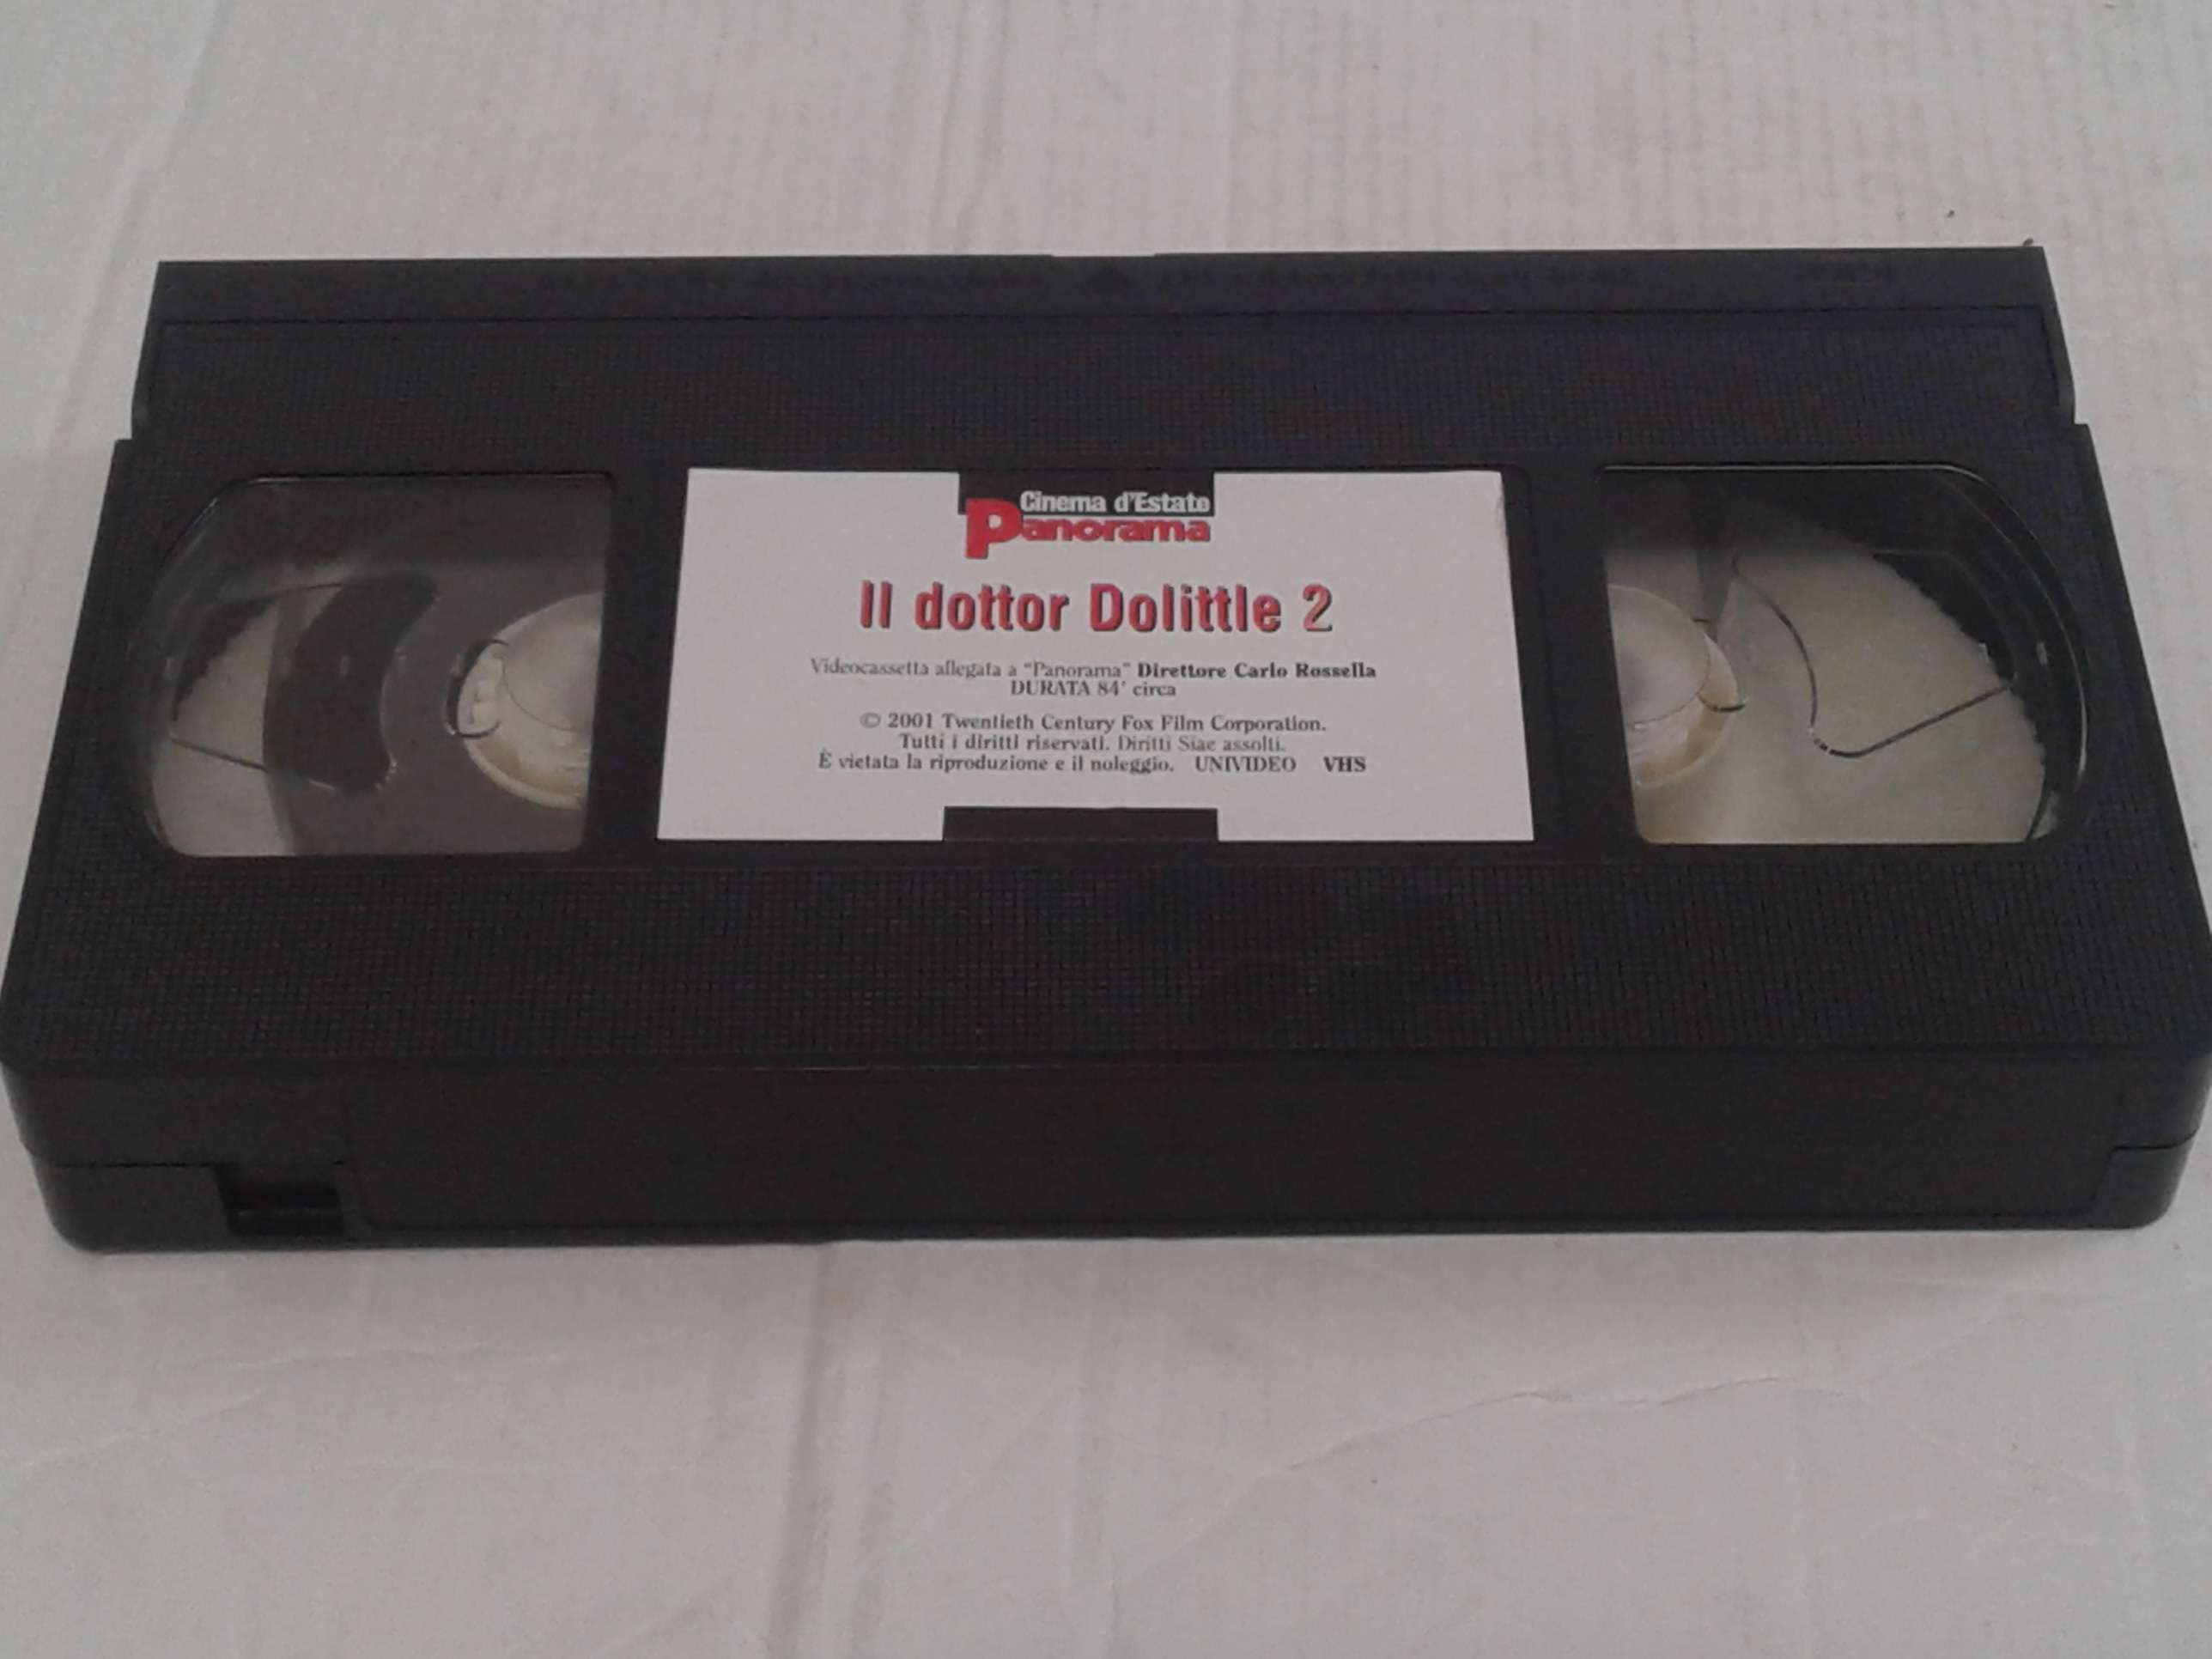 Cinema d'Estate
Panorama
Il dottor Dolittle 2
Videocassetta allegata a "Panorama" Direttore Carlo Rossella
DURATA 84' circa
© 2001 Twentieth Century Fox Film Corporation.
Tutti i diritti riservati. Diritti Siae assolti.
È vietata la riproduzione e il noleggio. UNIVIDEO VHS